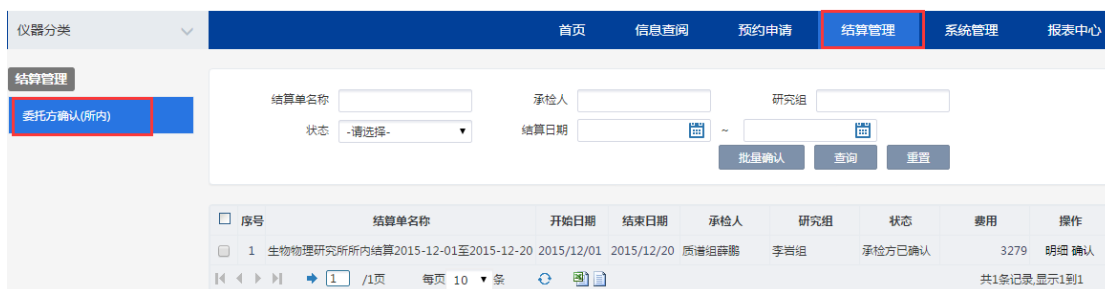 仪器分类 首页 信息查阅 预约申请 结算管理 系统管理 报表中心
结算管理
委托方确认(所内)
结算单名称 承检人 研究组
状态 -请选择- 结算日期 ~
批量确认 查询 重置
序号 结算单名称 开始日期 结束日期 承检人 研究组 状态 费用 操作
1 生物物理研究所所内结算2015-12-01至2015-12-20 2015/12/01 2015/12/20 质谱组薛鹏 李岩组 承检方已确认 3279 明细 确认
1 /1页 每页 10 条 共1条记录,显示1到1